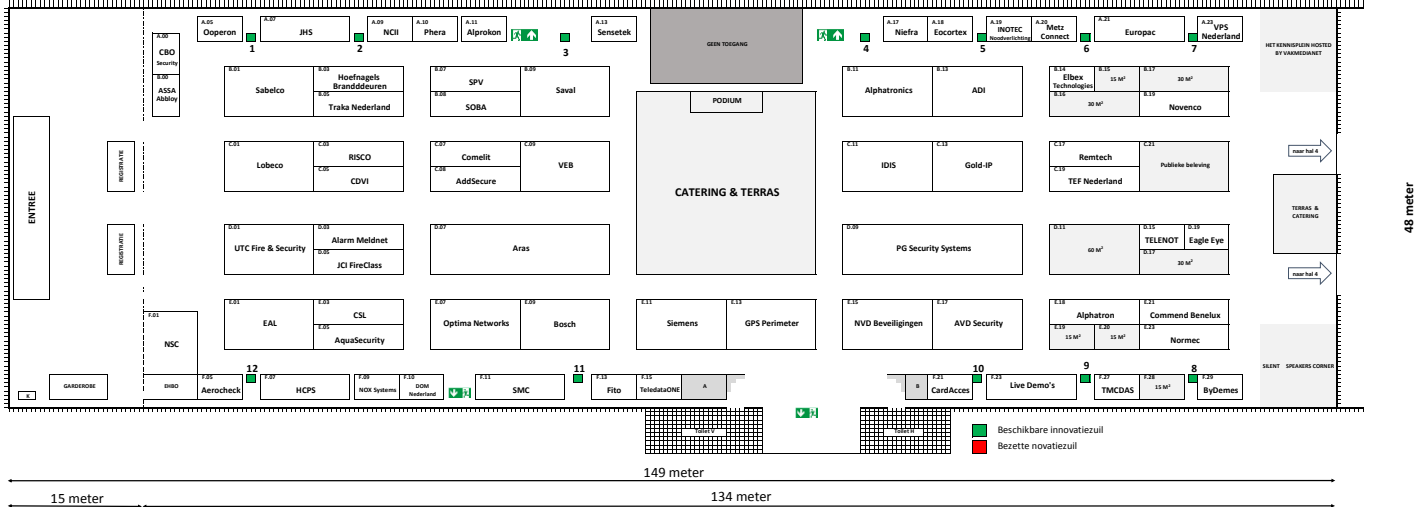 A.05
Ooperon
1
A.07
JHS
2
A.09
NCII
A.10
Phera
A.11
Alprokon
3
A.13
Sensetek
GEEN TOEGANG
4
A.17
Niefra
A.18
Eocortex
5
A.19
INOTEC
Noodverlichting
A.20
Metz
Connect
6
A.21
Europac
7
A.23
VPS
Nederland
HET KENNISPLEIN HOSTED
BY VAKMEDIANET
A.00
CBO
Security
B.00
ASSA
Abbloy
B.01
Sabelco
B.03
Hoefnagels
Brandddeuren
B.05
Traka Nederland
B.07
SPV
B.08
SOBA
B.09
Saval
PODIUM
B.11
Alphatronics
B.13
ADI
B.14
Elbex
Technologies
B.15
15 M²
B.16
30 M²
B.17
30 M²
B.19
Novenco
ENTREE
REGISTRATIE
C.01
Lobeco
C.03
RISCO
C.05
CDVI
C.07
Comelit
C.08
AddSecure
C.09
VEB
CATERING & TERRAS
C.11
IDIS
C.13
Gold-IP
C.17
Remtech
C.19
TEF Nederland
C.21
Publieke beleving
naar hal 4
TERRAS &
CATERING
48 meter
REGISTRATIE
D.01
UTC Fire & Security
D.03
Alarm Meldnet
D.05
JCI FireClass
D.07
Aras
D.09
PG Security Systems
D.11
60 M²
D.15
TELENOT
D.19
Eagle Eye
D.17
30 M²
naar hal 4
E.01
EAL
E.03
CSL
E.05
AquaSecurity
E.07
Optima Networks
E.09
Bosch
E.11
Siemens
E.13
GPS Perimeter
E.15
NVD Beveiligingen
E.17
AVD Security
E.18
Alphatron
E.19
15 M²
E.20
15 M²
E.21
Commend Benelux
E.23
Normec
F.01
NSC
GARDEROBE
K
EHBO
F.05
Aerocheck
12
F.07
HCPS
F.09
NOX Systems
F.10
DOM
Nederland
F.11
SMC
11
F.13
Fito
F.15
TeledataONE
A
B
F.21
CardAcces
10
F.23
Live Demo's
9
F.27
TMCDAS
F.28
15 M²
8
F.29
ByDemes
SILENT SPEAKERS CORNER
Toilet V
Toilet H
Beschikbare innovatiezuil
Bezette novatiezuil
149 meter
15 meter
134 meter